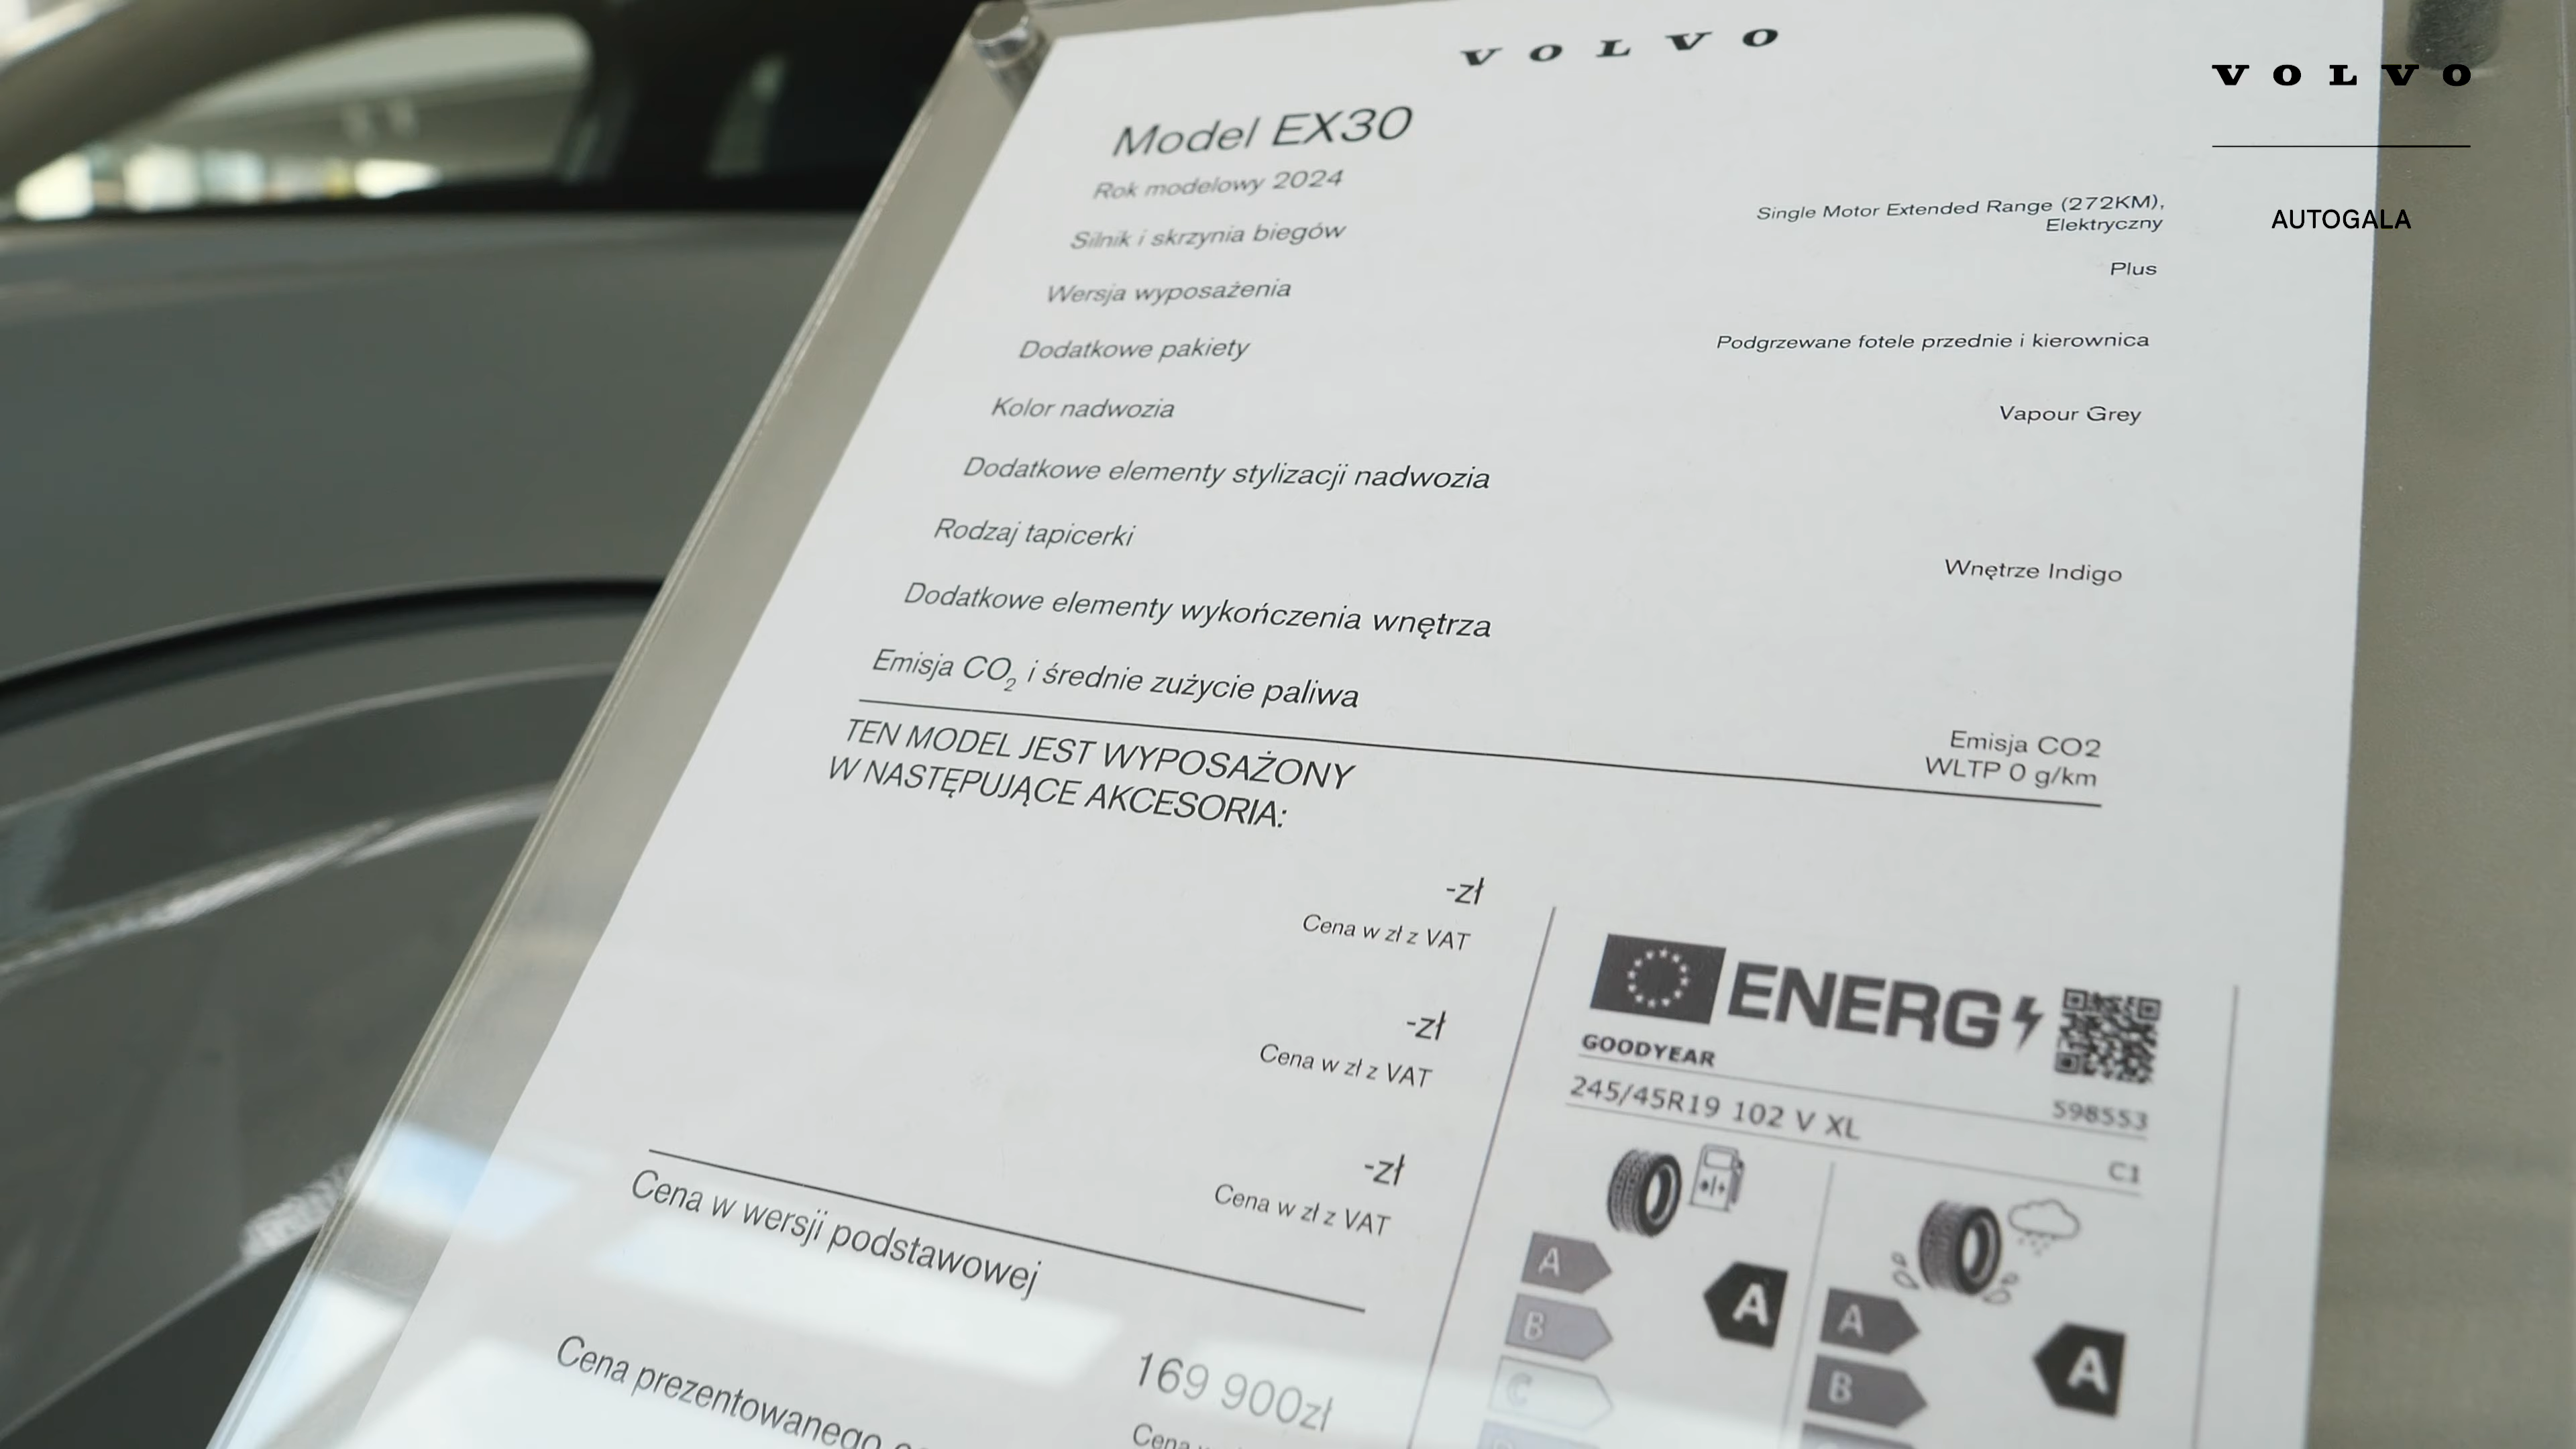 VOLVO
VOLVO
AUTOGALA
Model EX30
Rok modelowy 2024
Silnik i skrzynia biegów
Single Motor Extended Range (272KM),
Elektryczny
Wersja wyposażenia
Plus
Dodatkowe pakiety
Podgrzewane fotele przednie i kierownica
Kolor nadwozia
Vapour Grey
Dodatkowe elementy stylizacji nadwozia
Rodzaj tapicerki
Wnętrze Indigo
Dodatkowe elementy wykończenia wnętrza
Emisja CO₂ i średnie zużycie paliwa
Emisja CO2
WLTP 0 g/km
TEN MODEL JEST WYPOSAŻONY
W NASTĘPUJĄCE AKCESORIA:
-zł
Cena w zł z VAT
-zł
Cena w zł z VAT
-zł
Cena w zł z VAT
Cena w wersji podstawowej
169 900zł
Cena
Cena prezentowanego
ENERG
GOODYEAR
598553
245/45R19 102 V XL
C1
A
A
B
C
A
A
B